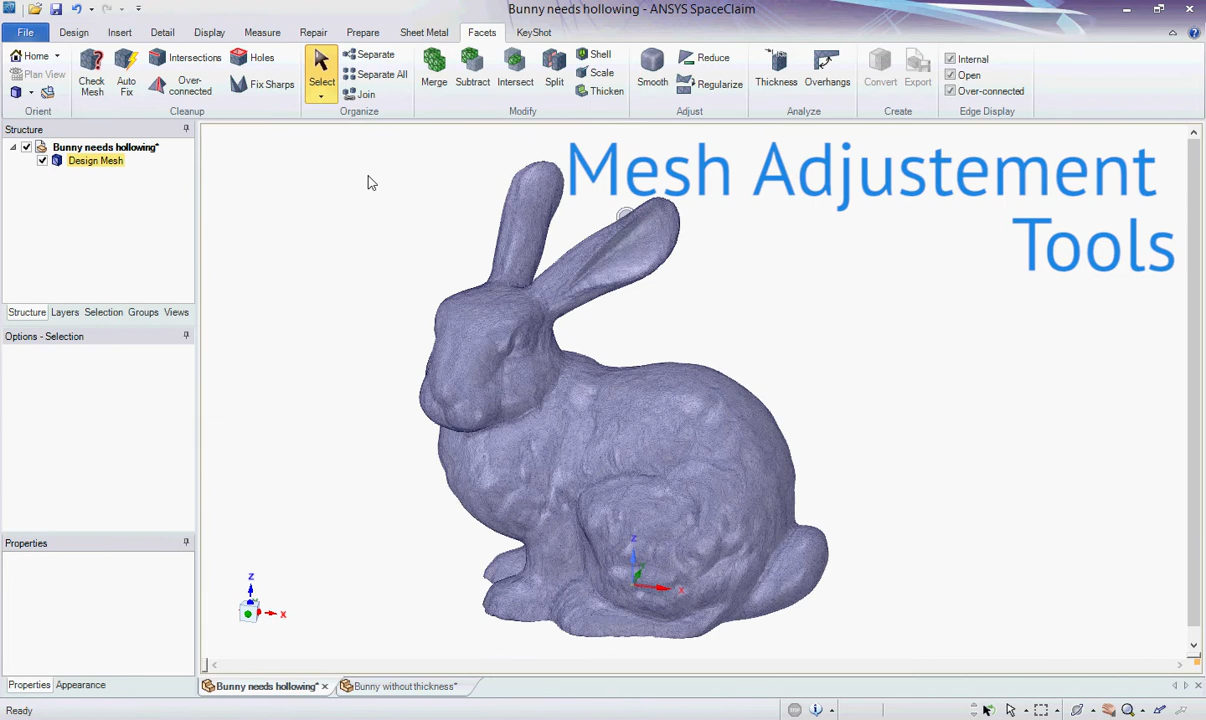 Bunny needs hollowing - ANSYS SpaceClaim
File Design Insert Detail Display Measure Repair Prepare Sheet Metal Facets KeyShot
Home
Plan View
Orient
Check Mesh
Auto Fix
Intersections
Over-connected
Holes
Fix Sharps
Cleanup
Select
Separate
Separate All
Join
Organize
Merge
Subtract
Intersect
Split
Shell
Scale
Thicken
Modify
Smooth
Reduce
Regularize
Adjust
Thickness
Overhangs
Analyze
Convert
Export
Create
Internal
Open
Over-connected
Edge Display
Structure
Bunny needs hollowing*
Design Mesh
Structure Layers Selection Groups Views
Options - Selection
Properties
Properties Appearance
Mesh Adjustement
Tools
Z
X
Z
X
Bunny needs hollowing*
Bunny without thickness*
Ready